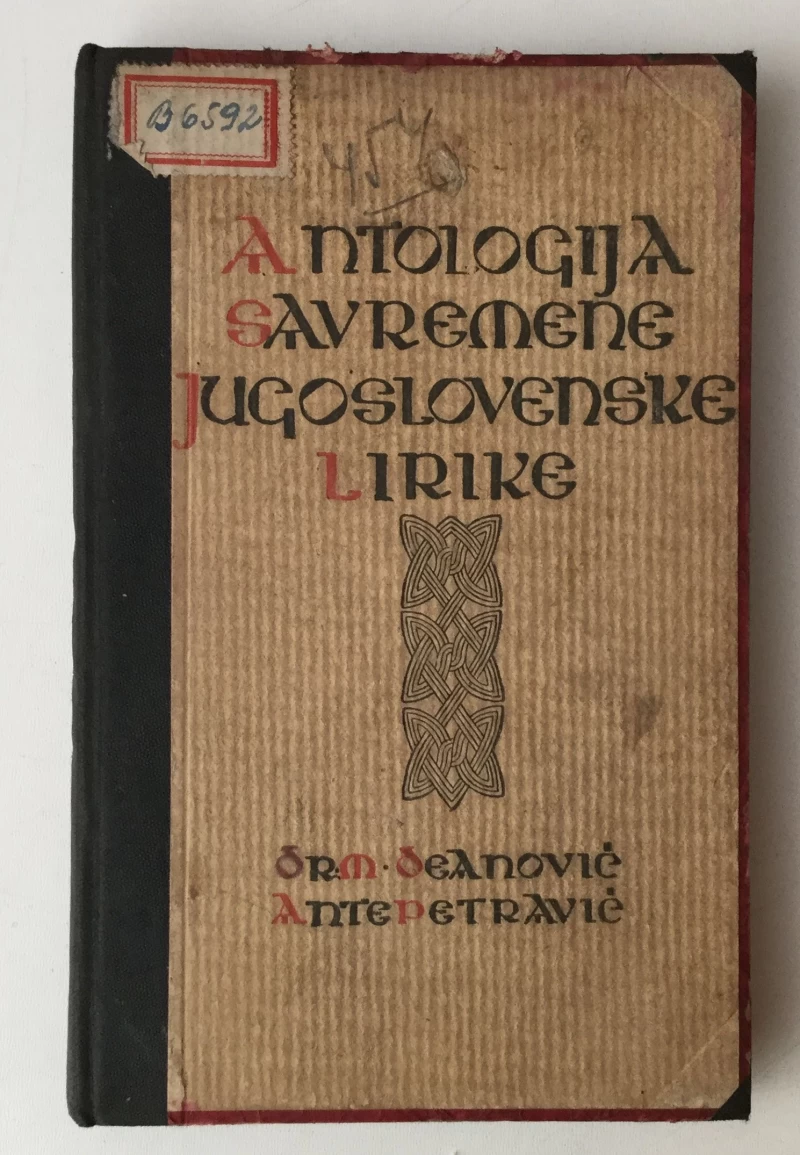 B6592
ANTOLOGIJA
SAVREMENE
JUGOSLOVENSKE
LIRIKE
DR. M. DEANOVIĆ
ANTE PETRAVIĆ